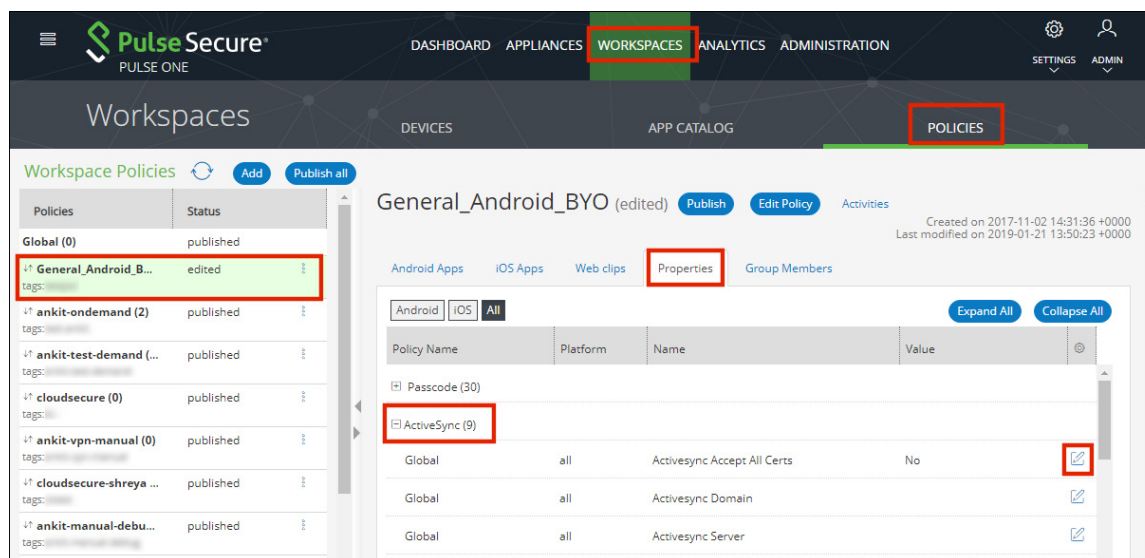 Pulse Secure®
PULSE ONE
DASHBOARD APPLIANCES WORKSPACES ANALYTICS ADMINISTRATION
SETTINGS ADMIN
Workspaces
DEVICES APP CATALOG POLICIES
Workspace Policies Add Publish all
Policies Status
Global (0) published
General_Android_B... edited
tags:
ankit-ondemand (2) published
tags:
ankit-test-demand (... published
tags:
cloudsecure (0) published
tags:
ankit-vpn-manual (0) published
tags:
cloudsecure-shreya ... published
tags:
ankit-manual-debu... published
tags:
General_Android_BYO (edited) Publish Edit Policy Activities
Created on 2017-11-02 14:31:36 +0000
Last modified on 2019-01-21 13:50:23 +0000
Android Apps iOS Apps Web clips Properties Group Members
Android iOS All Expand All Collapse All
Policy Name Platform Name Value
Passcode (30)
ActiveSync (9)
Global all Activesync Accept All Certs No
Global all Activesync Domain
Global all Activesync Server